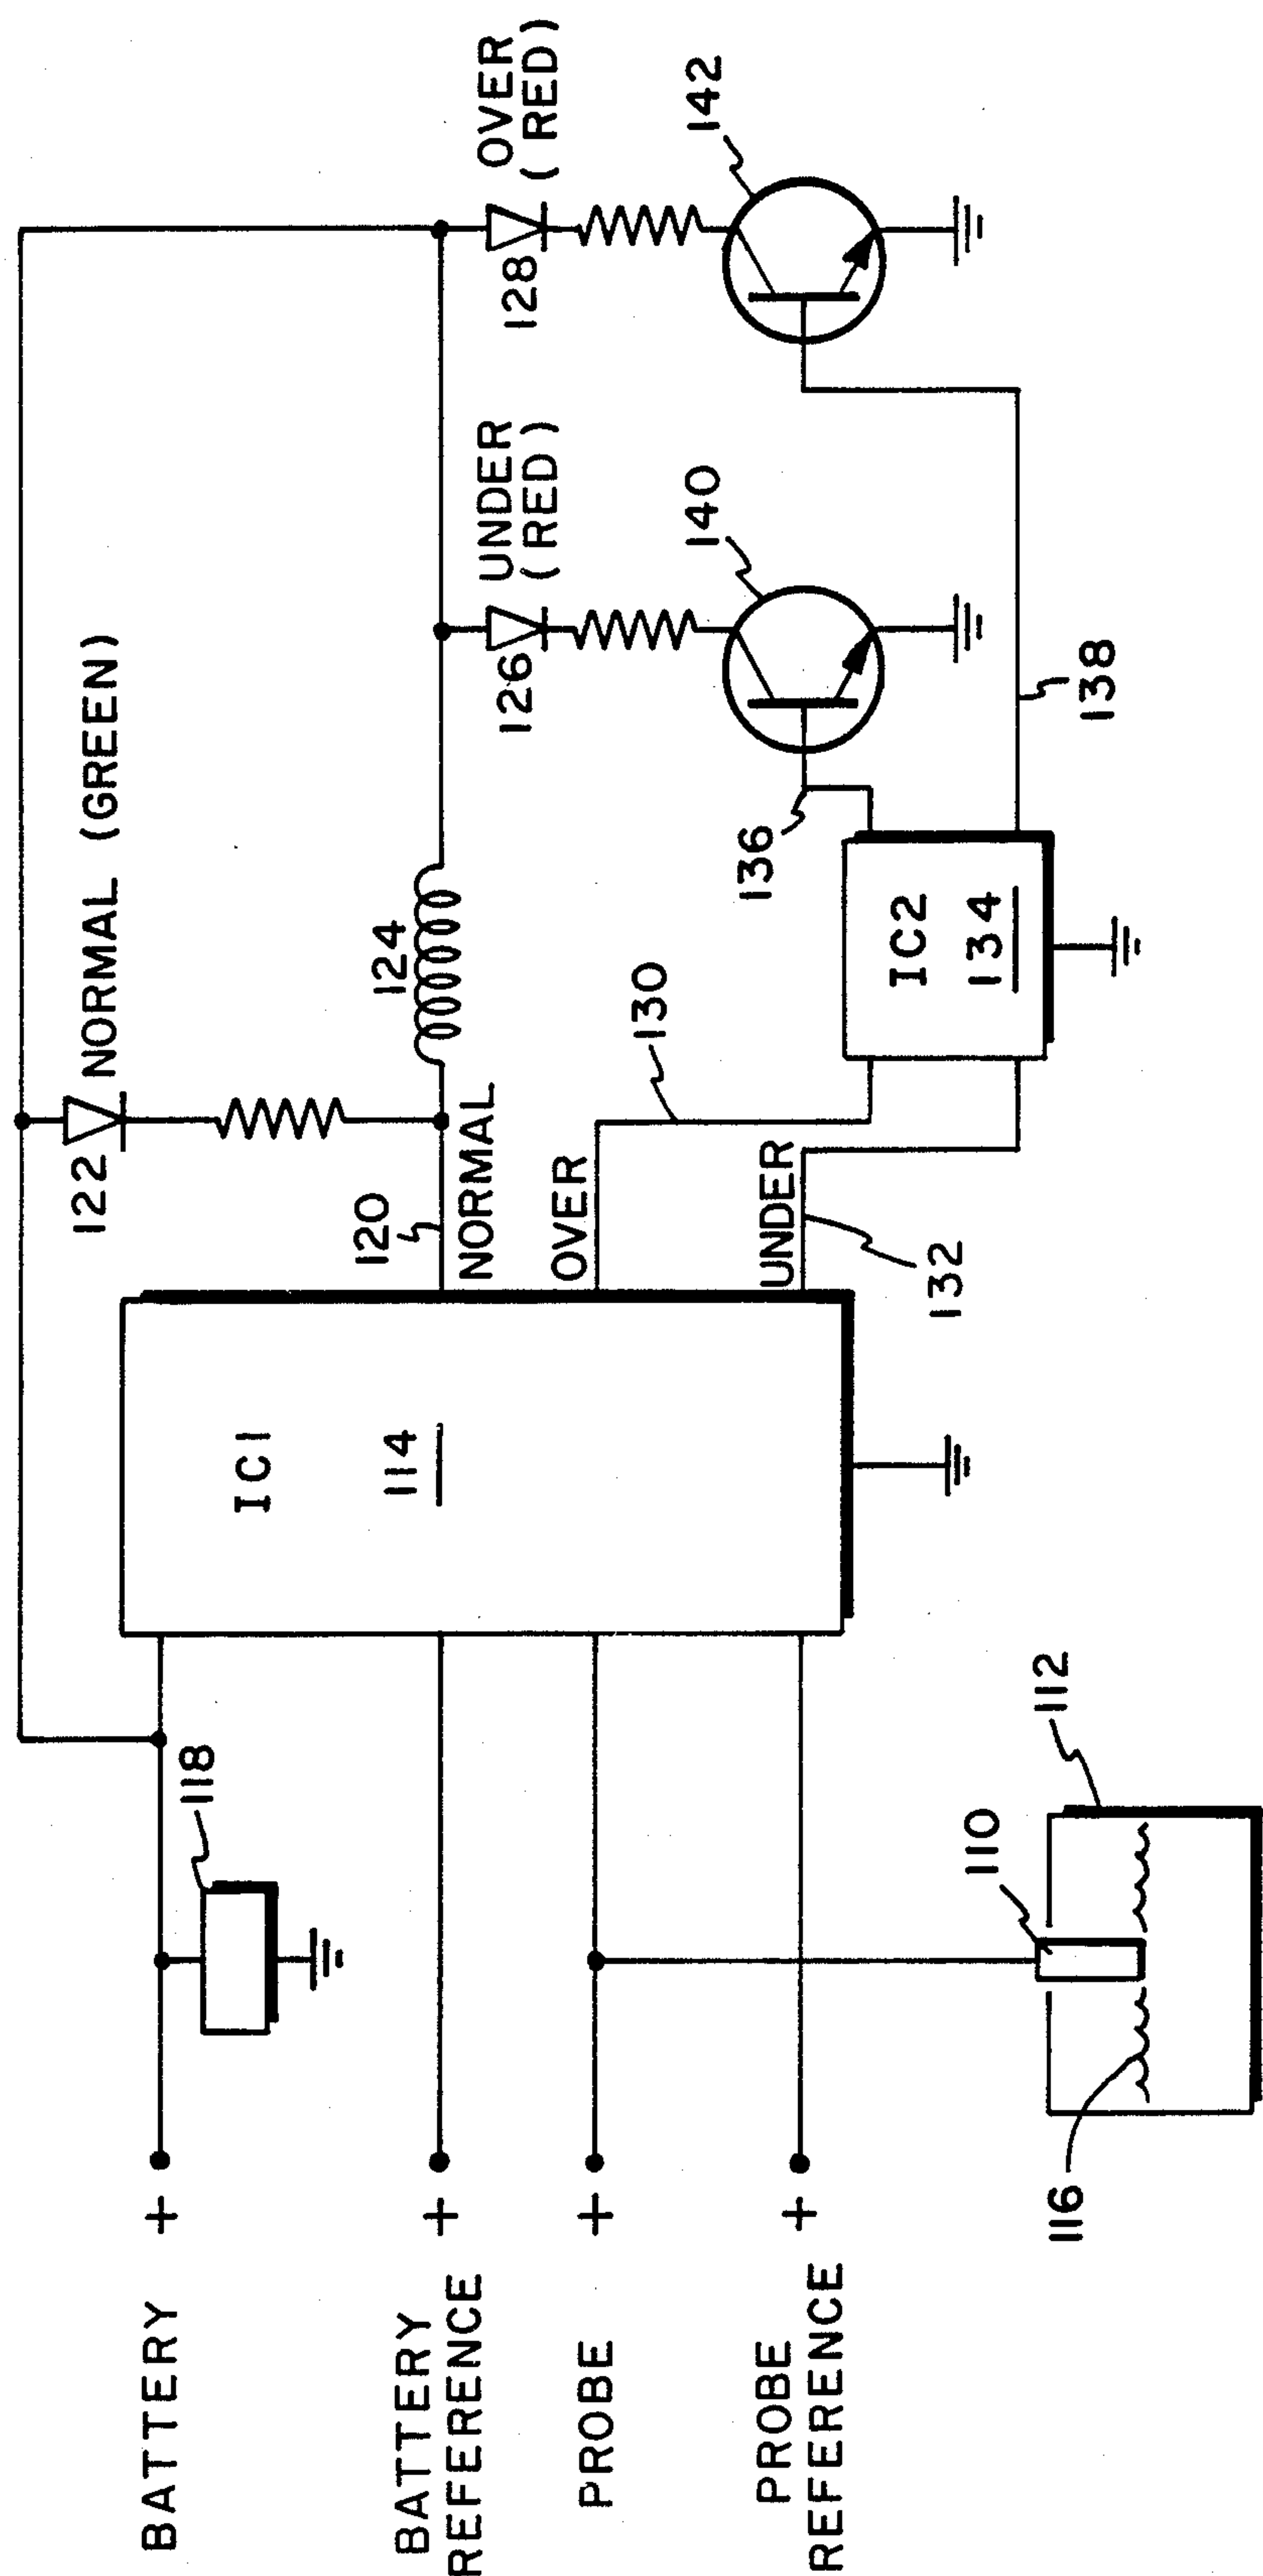 BATTERY +
BATTERY
REFERENCE +
PROBE +
PROBE
REFERENCE +
118
110
112
116
IC1
114
122
NORMAL (GREEN)
120
NORMAL
OVER
UNDER
132
130
124
IC2
134
136
138
126
UNDER
(RED)
140
128
OVER
(RED)
142